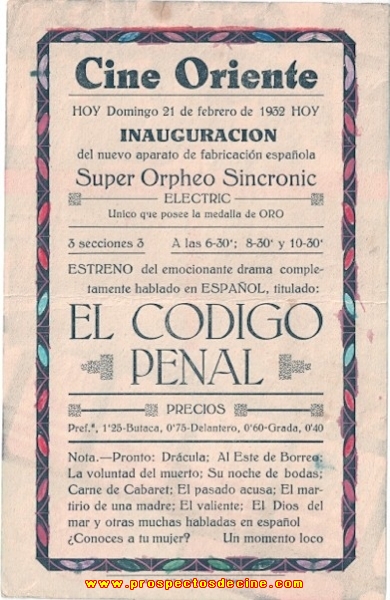 Cine Oriente
HOY Domingo 21 de febrero de 1932 HOY
INAUGURACION
del nuevo aparato de fabricación española
Super Orpheo Sincronic
ELECTRIC
Unico que posee la medalla de ORO
3 secciones 3 A las 6-30'; 8-30' y 10-30'
ESTRENO del emocionante drama comple-
tamente hablado en ESPAÑOL, titulado:
EL CODIGO
PENAL
PRECIOS
Pref.ª, 1'25-Butaca, 0'75-Delantero, 0'60-Grada, 0'40
Nota.—Pronto: Drácula; Al Este de Borneo;
La voluntad del muerto; Su noche de bodas;
Carne de Cabaret; El pasado acusa; El mar-
tirio de una madre; El valiente; El Dios del
mar y otras muchas habladas en español
¿Conoces a tu mujer? Un momento loco
www.prospectosdecine.com